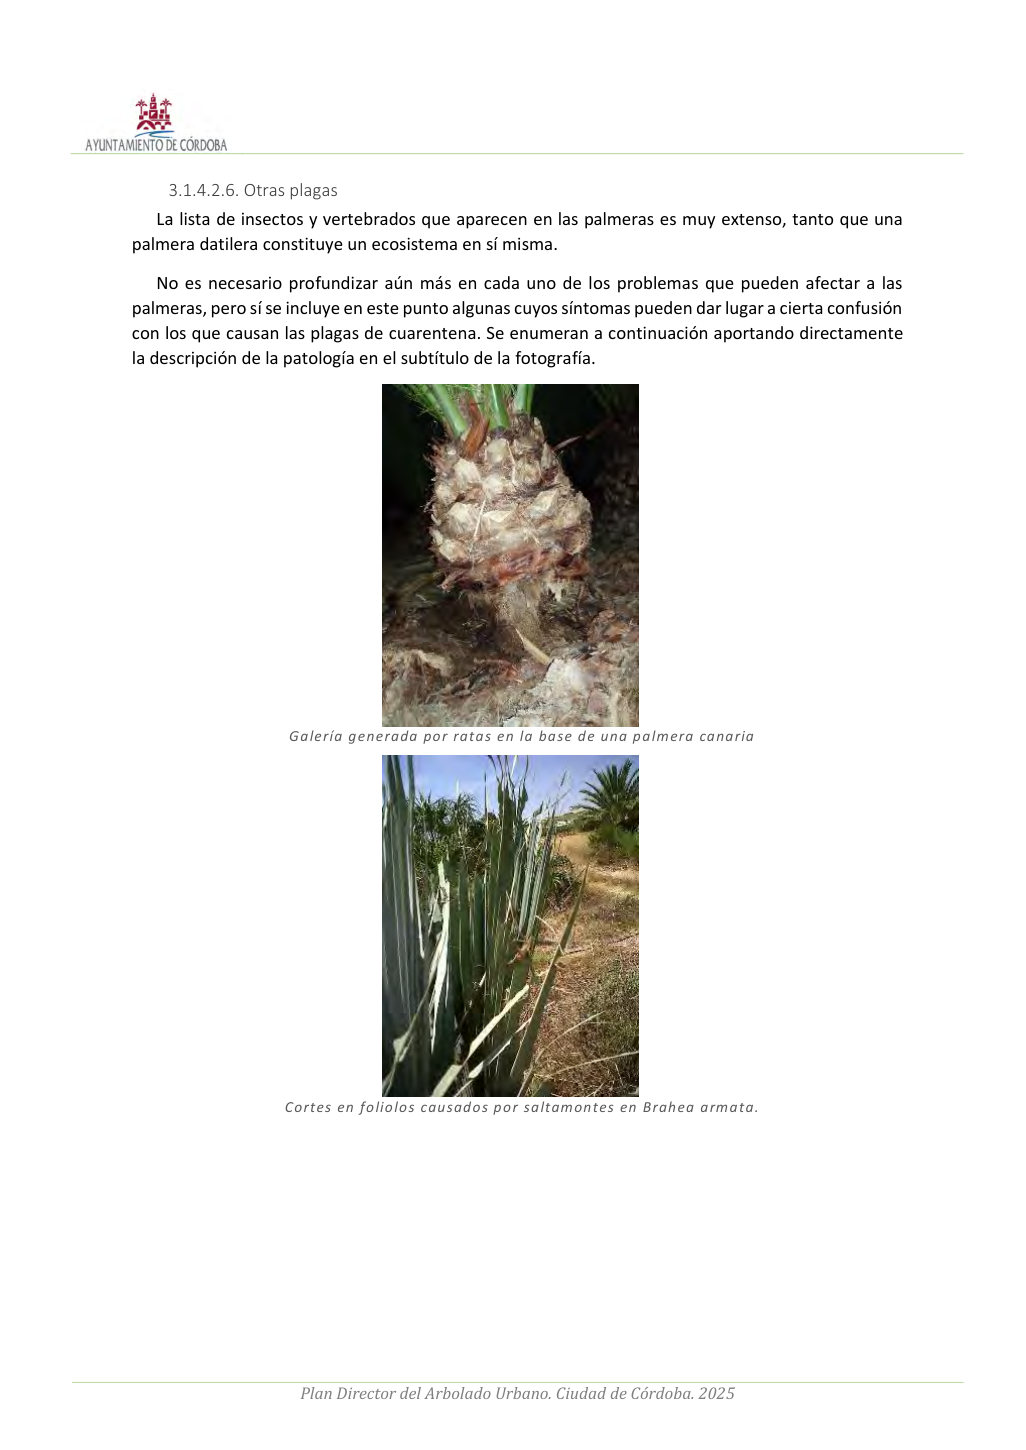 AYUNTAMIENTO DE CÓRDOBA
3.1.4.2.6. Otras plagas
La lista de insectos y vertebrados que aparecen en las palmeras es muy extenso, tanto que una
palmera datilera constituye un ecosistema en sí misma.
No es necesario profundizar aún más en cada uno de los problemas que pueden afectar a las
palmeras, pero sí se incluye en este punto algunas cuyos síntomas pueden dar lugar a cierta confusión
con los que causan las plagas de cuarentena. Se enumeran a continuación aportando directamente
la descripción de la patología en el subtítulo de la fotografía.
Galería generada por ratas en la base de una palmera canaria
Cortes en foliolos causados por saltamontes en Brahea armata.
Plan Director del Arbolado Urbano. Ciudad de Córdoba. 2025